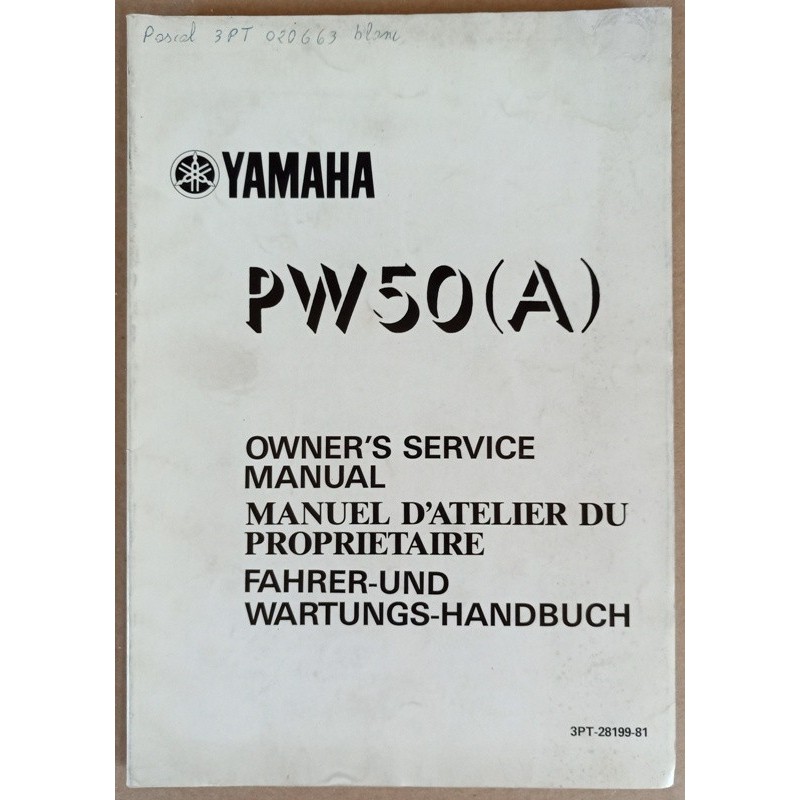 Pascal 3PT 020663 blanc
YAMAHA
PW50(A)
OWNER'S SERVICE
MANUAL
MANUEL D'ATELIER DU
PROPRIETAIRE
FAHRER-UND
WARTUNGS-HANDBUCH
3PT-28199-81